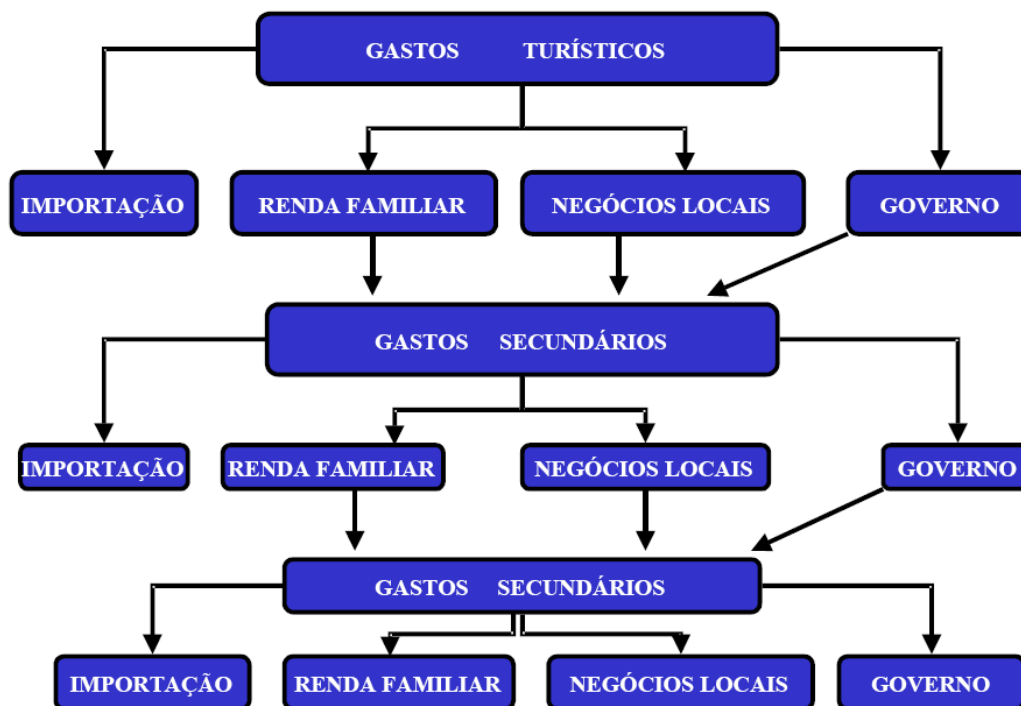 GASTOS TURÍSTICOS
IMPORTAÇÃO
RENDA FAMILIAR
NEGÓCIOS LOCAIS
GOVERNO
GASTOS SECUNDÁRIOS
IMPORTAÇÃO
RENDA FAMILIAR
NEGÓCIOS LOCAIS
GOVERNO
GASTOS SECUNDÁRIOS
IMPORTAÇÃO
RENDA FAMILIAR
NEGÓCIOS LOCAIS
GOVERNO